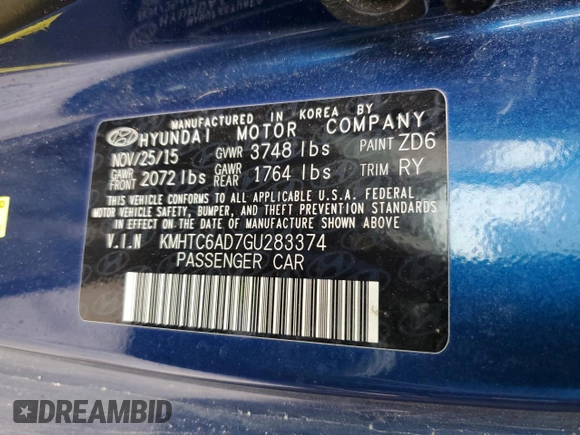 MANUFACTURED IN KOREA BY
HYUNDAI MOTOR COMPANY
NOV/25/15 GVWR 3748 lbs PAINT ZD6
GAWR FRONT 2072 lbs GAWR REAR 1764 lbs TRIM RY
THIS VEHICLE CONFORMS TO ALL APPLICABLE U.S.A. FEDERAL
MOTOR VEHICLE SAFETY, BUMPER, AND THEFT PREVENTION STANDARDS
IN EFFECT ON THE DATE OF MANUFACTURE SHOWN ABOVE.
V.I.N KMHTC6AD7GU283374
PASSENGER CAR
DREAMBID